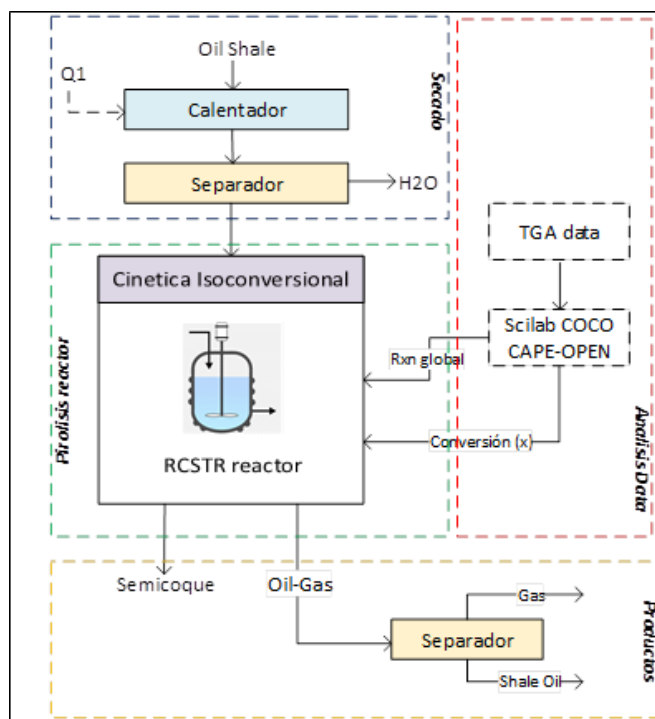 Oil Shale
Q1
Calentador
Secado
Separador
H2O
TGA data
Cinetica Isoconversional
Scilab COCO
CAPE-OPEN
Rxn global
Pirolisis reactor
Analisis Data
Conversión (x)
RCSTR reactor
Semicoque
Oil-Gas
Gas
Separador
Productos
Shale Oil